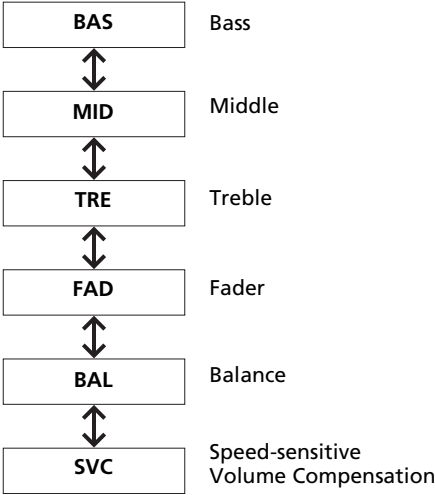 BAS Bass
MID Middle
TRE Treble
FAD Fader
BAL Balance
SVC Speed-sensitive
Volume Compensation